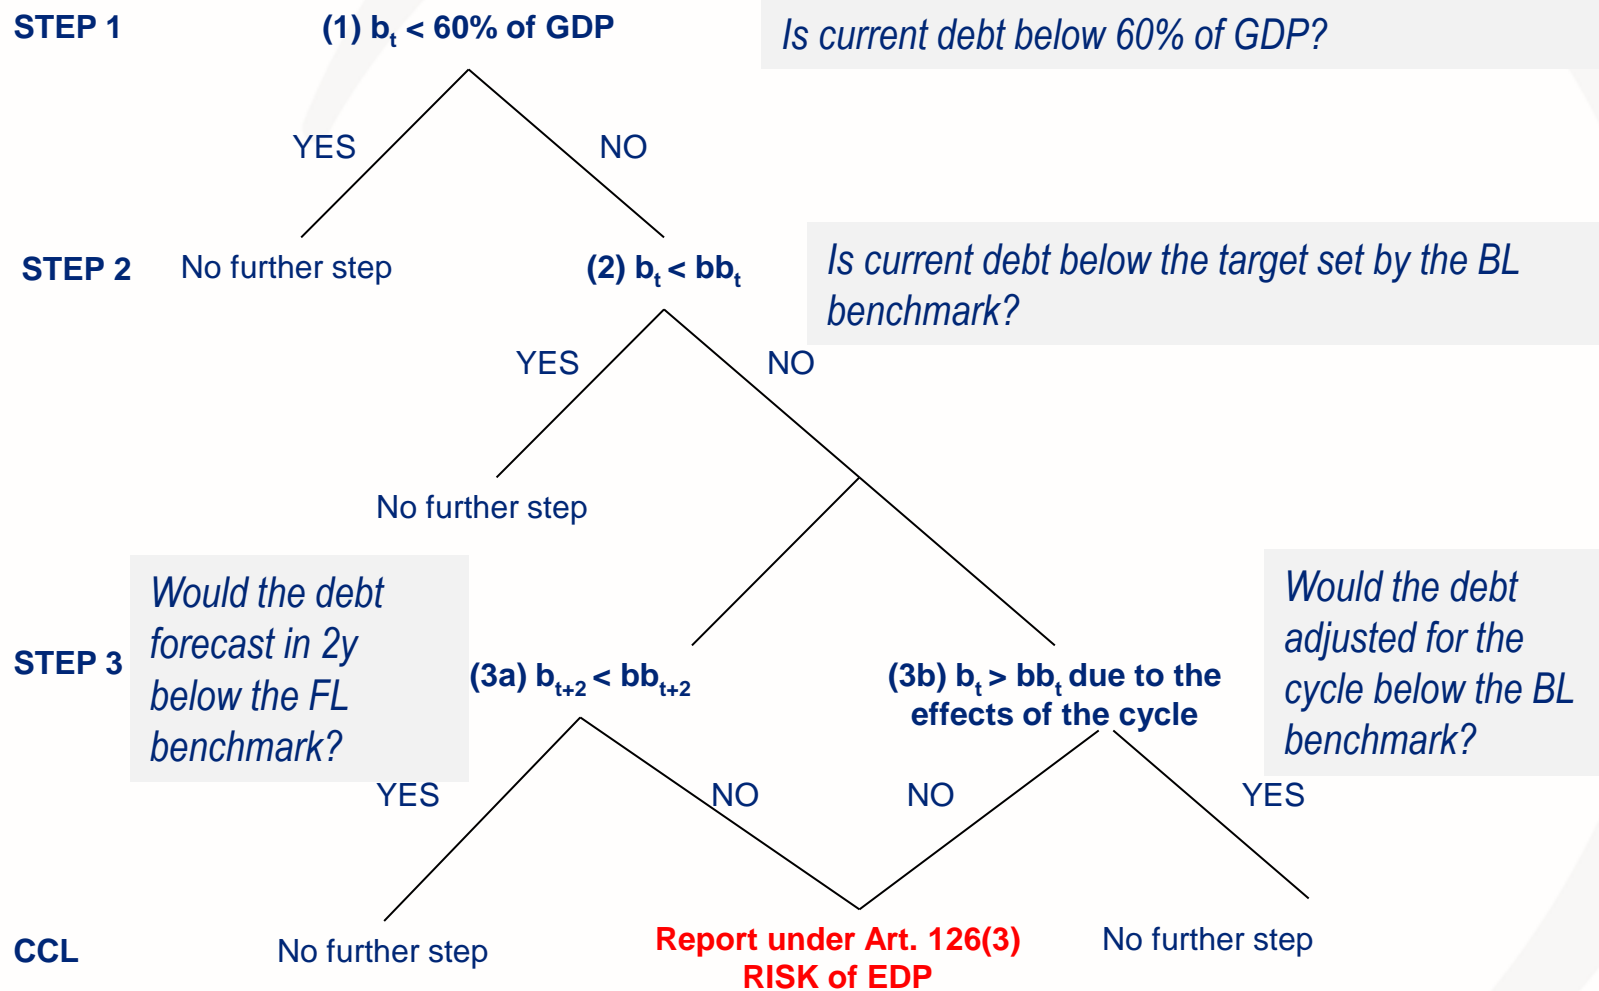 STEP 1
(1) bt < 60% of GDP
Is current debt below 60% of GDP?
YES
NO
STEP 2
No further step
(2) bt < bbt
Is current debt below the target set by the BL
benchmark?
YES
NO
No further step
STEP 3
Would the debt
forecast in 2y
below the FL
benchmark?
(3a) bt+2 < bbt+2
(3b) bt > bbt due to the
effects of the cycle
Would the debt
adjusted for the
cycle below the BL
benchmark?
YES
NO
NO
YES
CCL
No further step
Report under Art. 126(3)
RISK of EDP
No further step